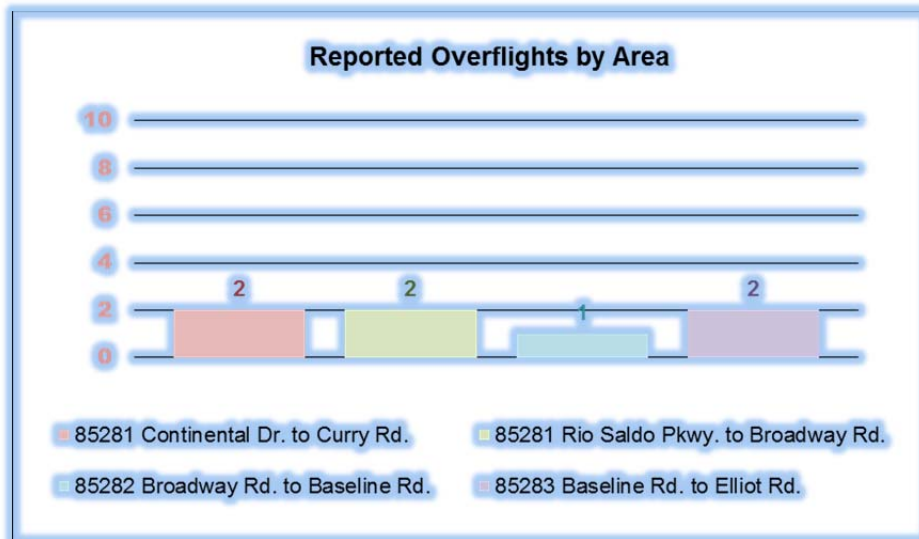 Reported Overflights by Area
10
8
6
4
2
0
2
2
1
2
85281 Continental Dr. to Curry Rd.
85281 Rio Saldo Pkwy. to Broadway Rd.
85282 Broadway Rd. to Baseline Rd.
85283 Baseline Rd. to Elliot Rd.